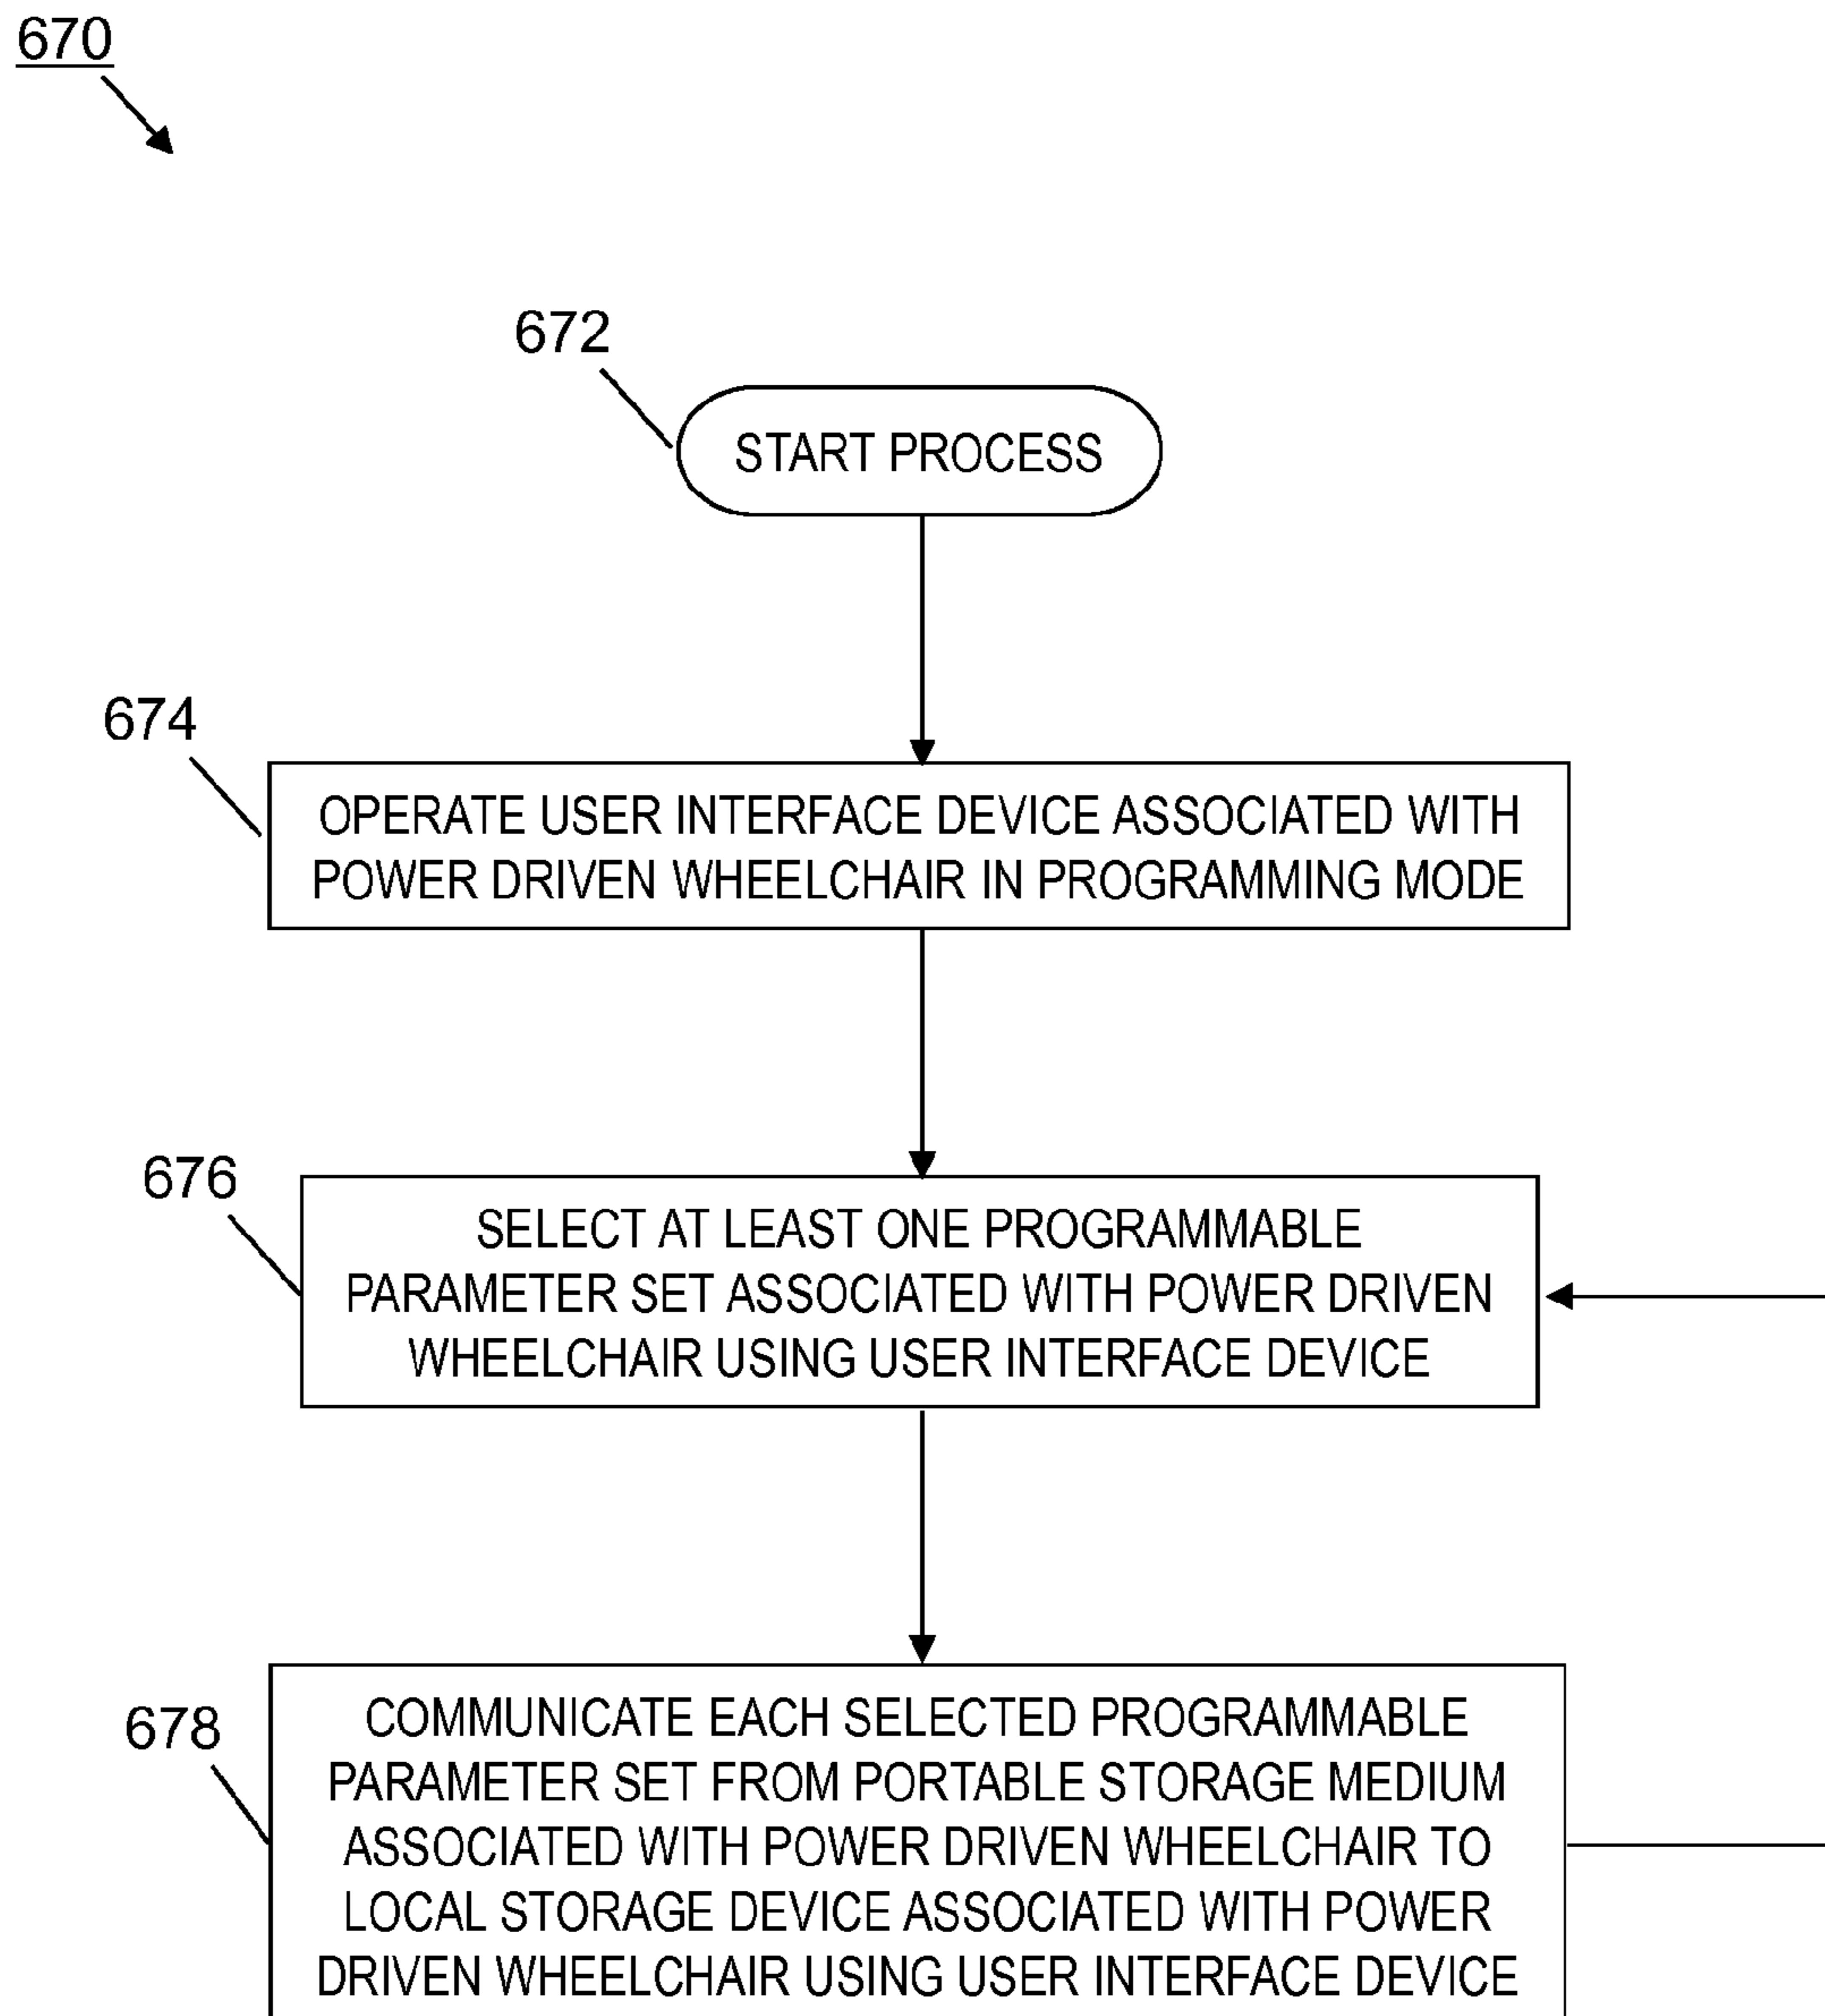 670
672
START PROCESS
674
OPERATE USER INTERFACE DEVICE ASSOCIATED WITH
POWER DRIVEN WHEELCHAIR IN PROGRAMMING MODE
676
SELECT AT LEAST ONE PROGRAMMABLE
PARAMETER SET ASSOCIATED WITH POWER DRIVEN
WHEELCHAIR USING USER INTERFACE DEVICE
678
COMMUNICATE EACH SELECTED PROGRAMMABLE
PARAMETER SET FROM PORTABLE STORAGE MEDIUM
ASSOCIATED WITH POWER DRIVEN WHEELCHAIR TO
LOCAL STORAGE DEVICE ASSOCIATED WITH POWER
DRIVEN WHEELCHAIR USING USER INTERFACE DEVICE